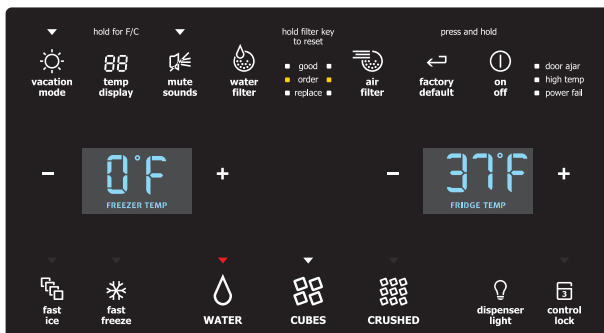 hold for F/C
hold filter key
to reset
press and hold
vacation
mode
88
temp
display
mute
sounds
water
filter
good
order
replace
air
filter
factory
default
on
off
door ajar
high temp
power fail
− 0°F +
FREEZER TEMP
− 37°F +
FRIDGE TEMP
fast
ice
fast
freeze
WATER
CUBES
CRUSHED
dispenser
light
3
control
lock